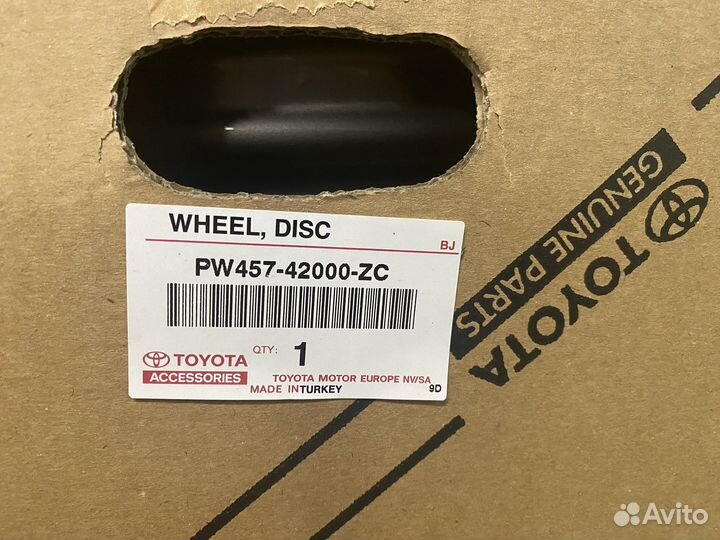 WHEEL, DISC
BJ
PW457-42000-ZC
TOYOTA
QTY: 1
ACCESSORIES
TOYOTA MOTOR EUROPE NV/SA
MADE IN TURKEY
9D
GENUINE PARTS
TOYOTA
Avito